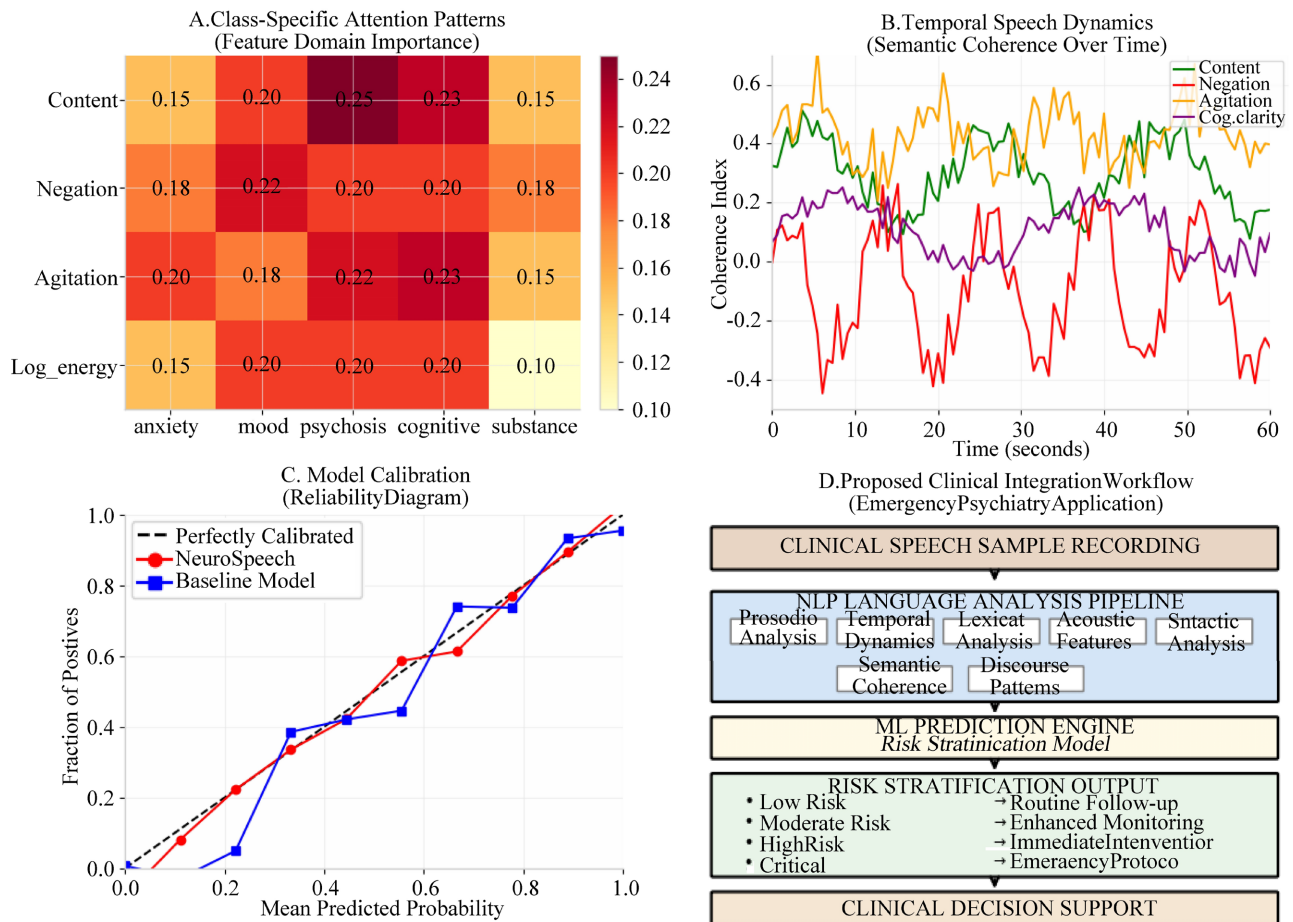 A.Class-Specific Attention Patterns
(Feature Domain Importance)
Content
0.15 0.20 0.25 0.23 0.15
Negation
0.18 0.22 0.20 0.20 0.18
Agitation
0.20 0.18 0.22 0.23 0.15
Log_energy
0.15 0.20 0.20 0.20 0.10
anxiety mood psychosis cognitive substance
0.24
0.22
0.20
0.18
0.16
0.14
0.12
0.10
B.Temporal Speech Dynamics
(Semantic Coherence Over Time)
Content
Negation
Agitation
Cog.clarity
Coherence Index
0.6
0.4
0.2
0.0
-0.2
-0.4
0 10 20 30 40 50 60
Time (seconds)
C. Model Calibration
(ReliabilityDiagram)
Perfectly Calibrated
NeuroSpeech
Baseline Model
Fraction of Postives
1.0
0.8
0.6
0.4
0.2
0.0
0.0 0.2 0.4 0.6 0.8 1.0
Mean Predicted Probability
D.Proposed Clinical IntegrationWorkflow
(EmergencyPsychiatryApplication)
CLINICAL SPEECH SAMPLE RECORDING
NLP LANGUAGE ANALYSIS PIPELINE
Prosodio
Analysis
Temporal
Dynamics
Lexicat
Analysis
Acoustic
Features
Sntactic
Analysis
Semantic
Coherence
Discourse
Pattems
ML PREDICTION ENGINE
Risk Stratinication Model
RISK STRATIFICATION OUTPUT
• Low Risk → Routine Follow-up
• Moderate Risk → Enhanced Monitoring
• HighRisk → ImmediateIntenventior
• Critical → EmeraencyProtoco
CLINICAL DECISION SUPPORT